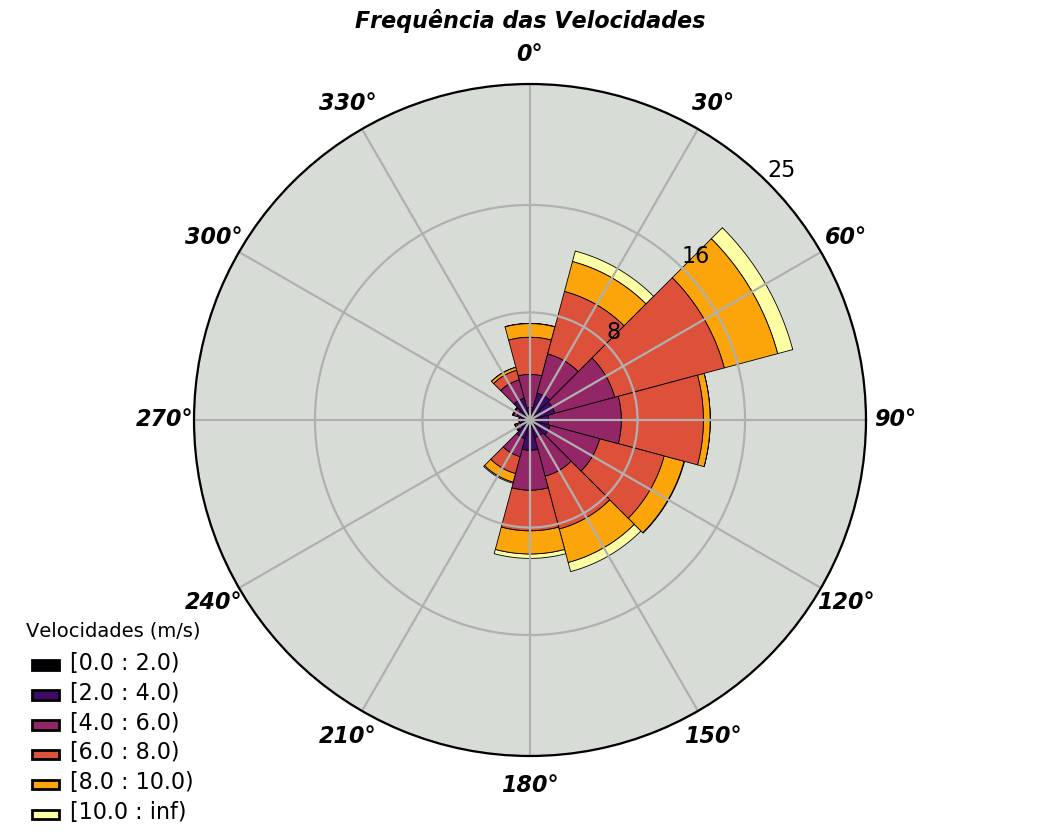 Frequência das Velocidades
0°
330°
30°
25
300°
60°
16
8
270°
90°
240°
120°
210°
150°
180°
Velocidades (m/s)
[0.0 : 2.0)
[2.0 : 4.0)
[4.0 : 6.0)
[6.0 : 8.0)
[8.0 : 10.0)
[10.0 : inf)